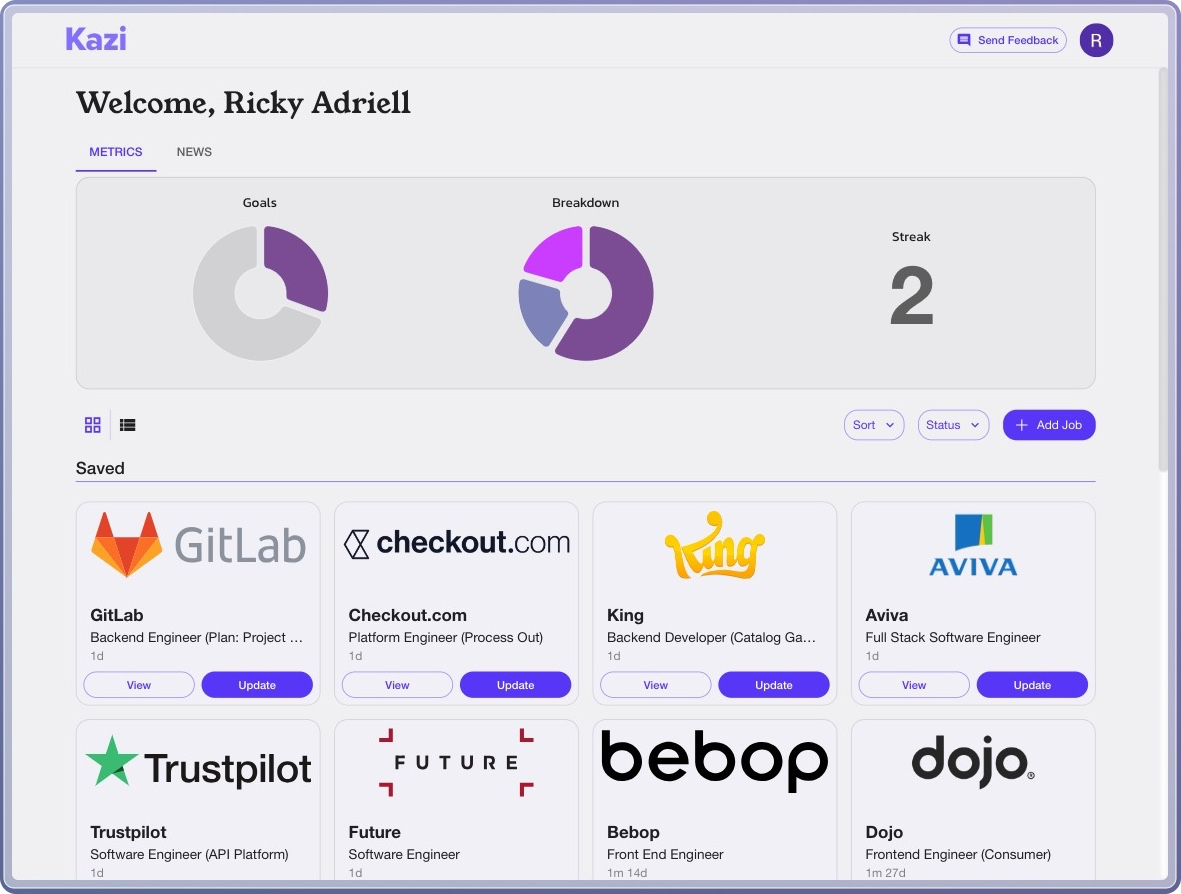 Kazi
Send Feedback
R
Welcome, Ricky Adriell
METRICS NEWS
Goals Breakdown
Streak
2
Sort Status + Add Job
Saved
GitLab checkout.com King AVIVA
GitLab Checkout.com King Aviva
Backend Engineer (Plan: Project ... Platform Engineer (Process Out) Backend Developer (Catalog Ga... Full Stack Software Engineer
1d 1d 1d 1d
View Update View Update View Update View Update
Trustpilot FUTURE bebop dojo®
Trustpilot Future Bebop Dojo
Software Engineer (API Platform) Software Engineer Front End Engineer Frontend Engineer (Consumer)
1d 1d 1m 14d 1m 27d